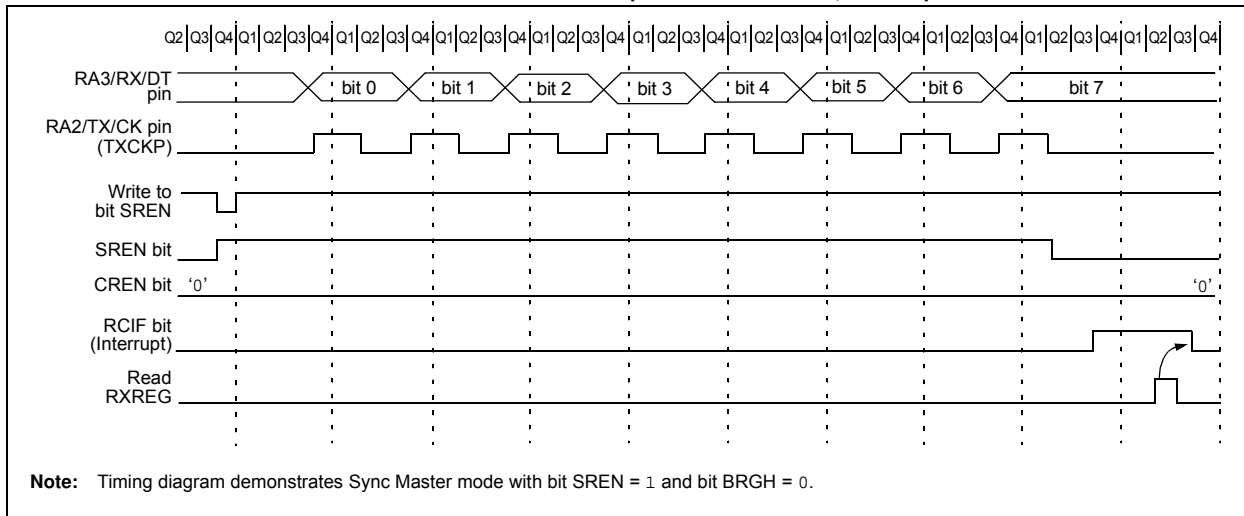 Q2 Q3 Q4 Q1 Q2 Q3 Q4 Q1 Q2 Q3 Q4 Q1 Q2 Q3 Q4 Q1 Q2 Q3 Q4 Q1 Q2 Q3 Q4 Q1 Q2 Q3 Q4 Q1 Q2 Q3 Q4 Q1 Q2 Q3 Q4 Q1 Q2 Q3 Q4 Q1 Q2 Q3 Q4
RA3/RX/DT
pin
bit 0 bit 1 bit 2 bit 3 bit 4 bit 5 bit 6 bit 7
RA2/TX/CK pin
(TXCKP)
Write to
bit SREN
SREN bit
CREN bit '0' '0'
RCIF bit
(Interrupt)
Read
RXREG
Note: Timing diagram demonstrates Sync Master mode with bit SREN = 1 and bit BRGH = 0.